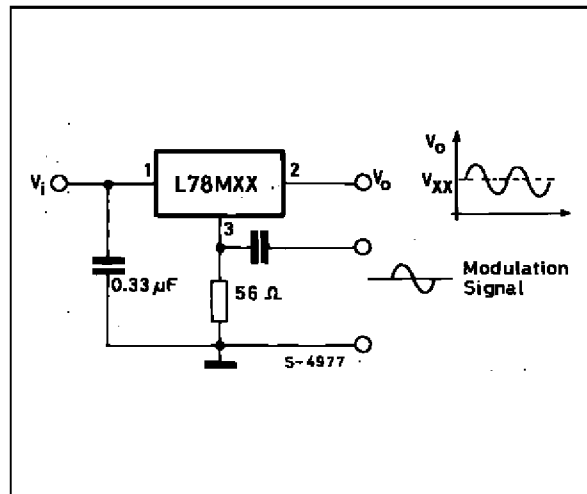 1
L78MXX
2
Vi
Vo
3
0.33 µF
56 Ω
S-4977
Vo
VXX
Modulation
Signal